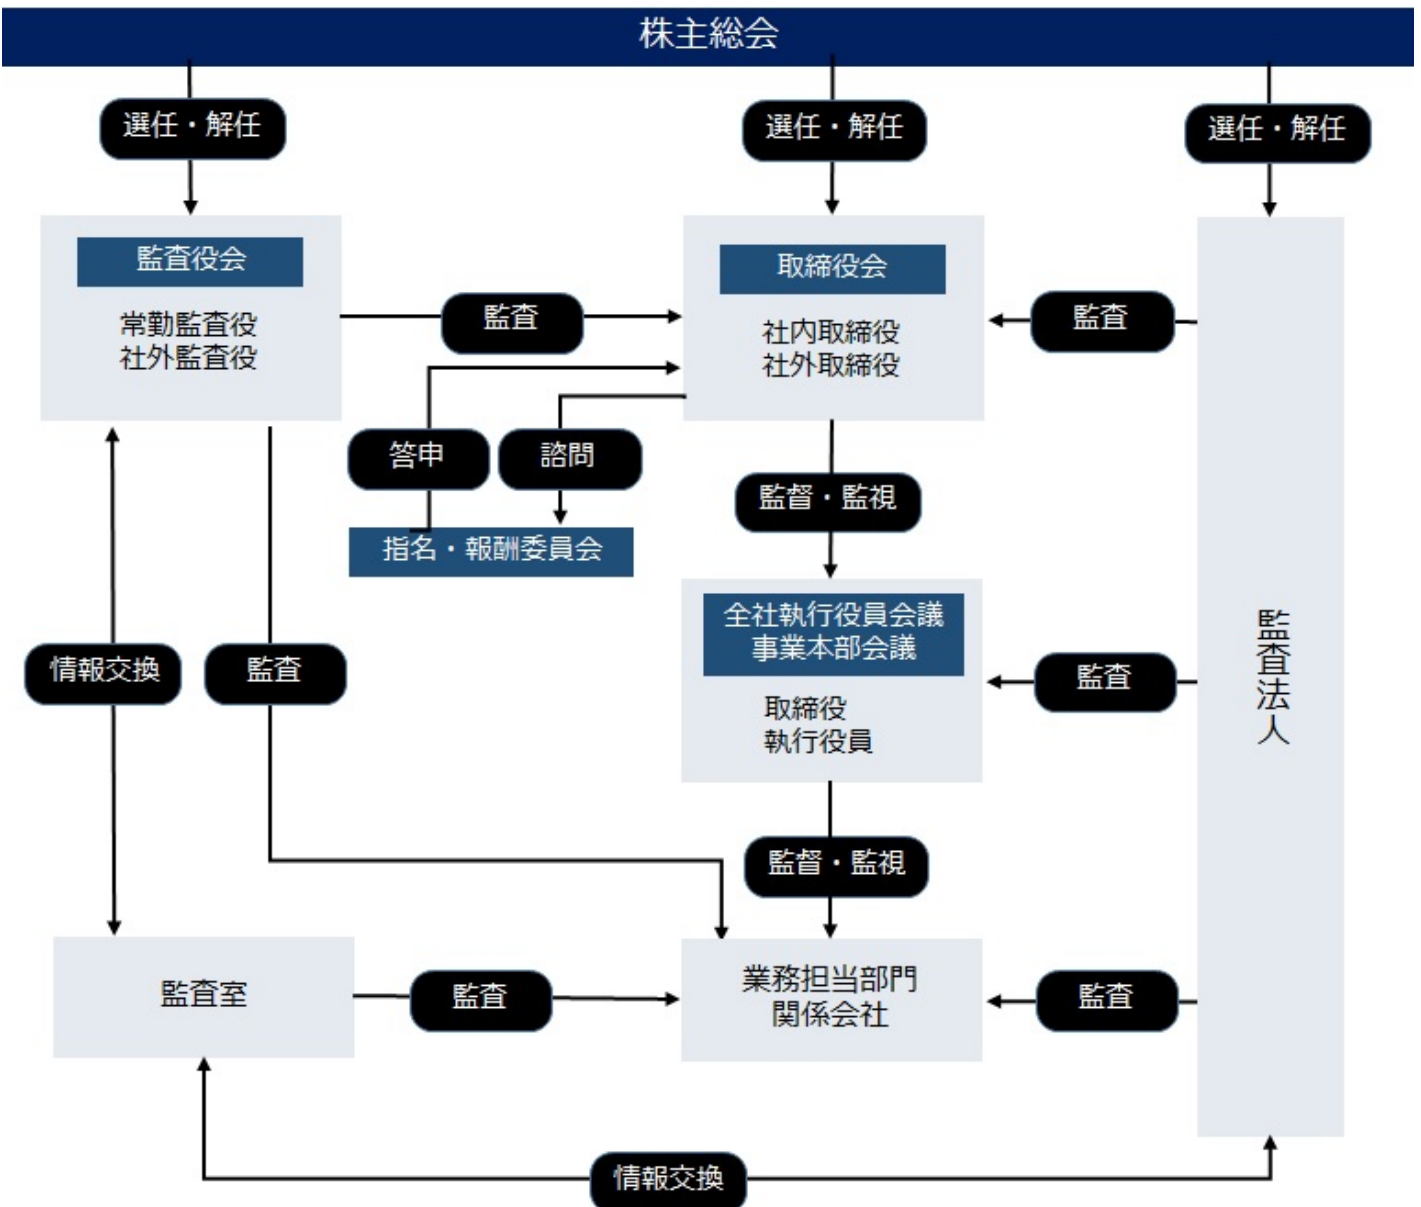 株主総会
選任・解任
選任・解任
選任・解任
監査役会
常勤監査役
社外監査役
監査
取締役会
社内取締役
社外取締役
監査
答申
諮問
監督・監視
指名・報酬委員会
全社執行役員会議
事業本部会議
取締役
執行役員
監査
監査法人
情報交換
監査
監督・監視
監査室
監査
業務担当部門
関係会社
監査
情報交換